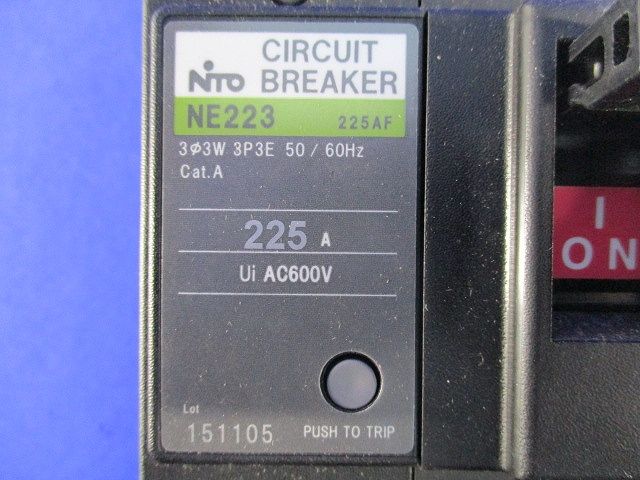 NITO CIRCUIT
BREAKER
NE223 225AF
3φ3W 3P3E 50 / 60Hz
Cat.A
225 A
Ui AC600V
Lot
151105 PUSH TO TRIP
I
ON